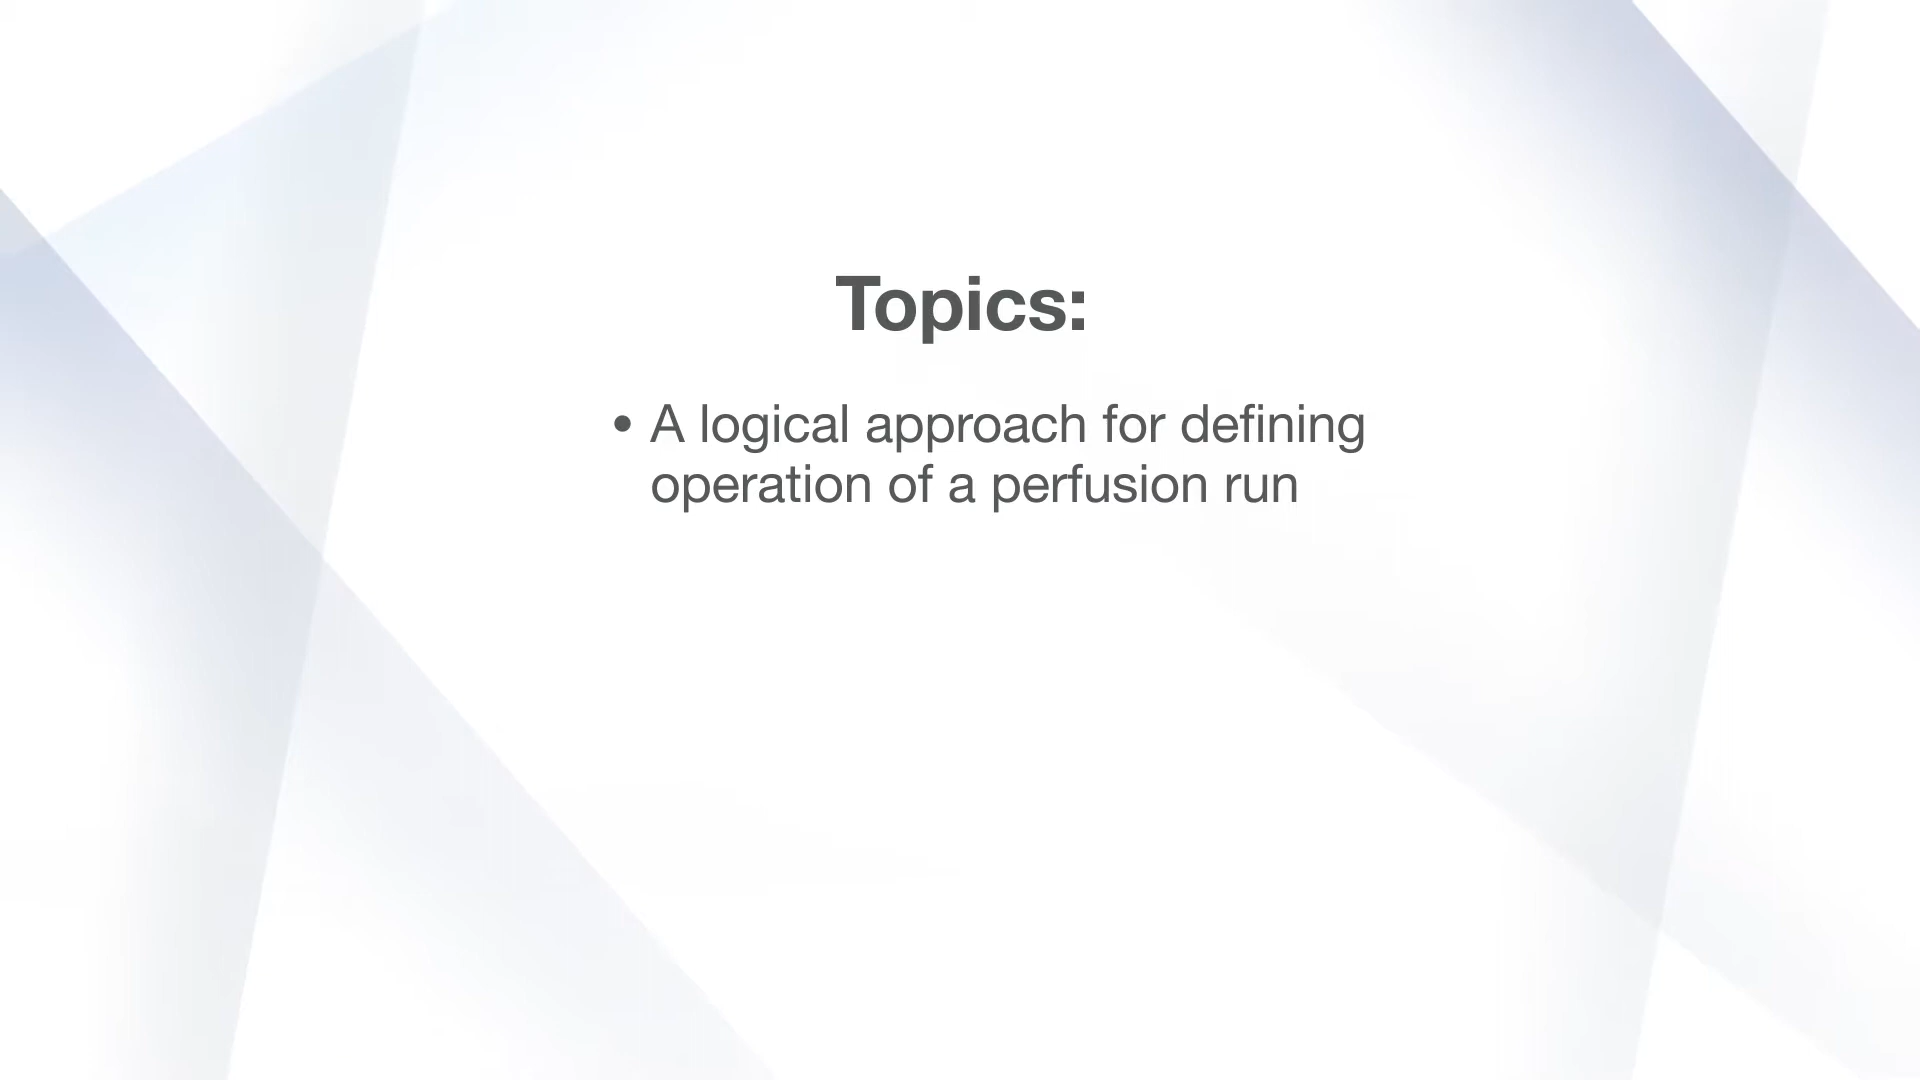 Topics:
• A logical approach for defining
operation of a perfusion run